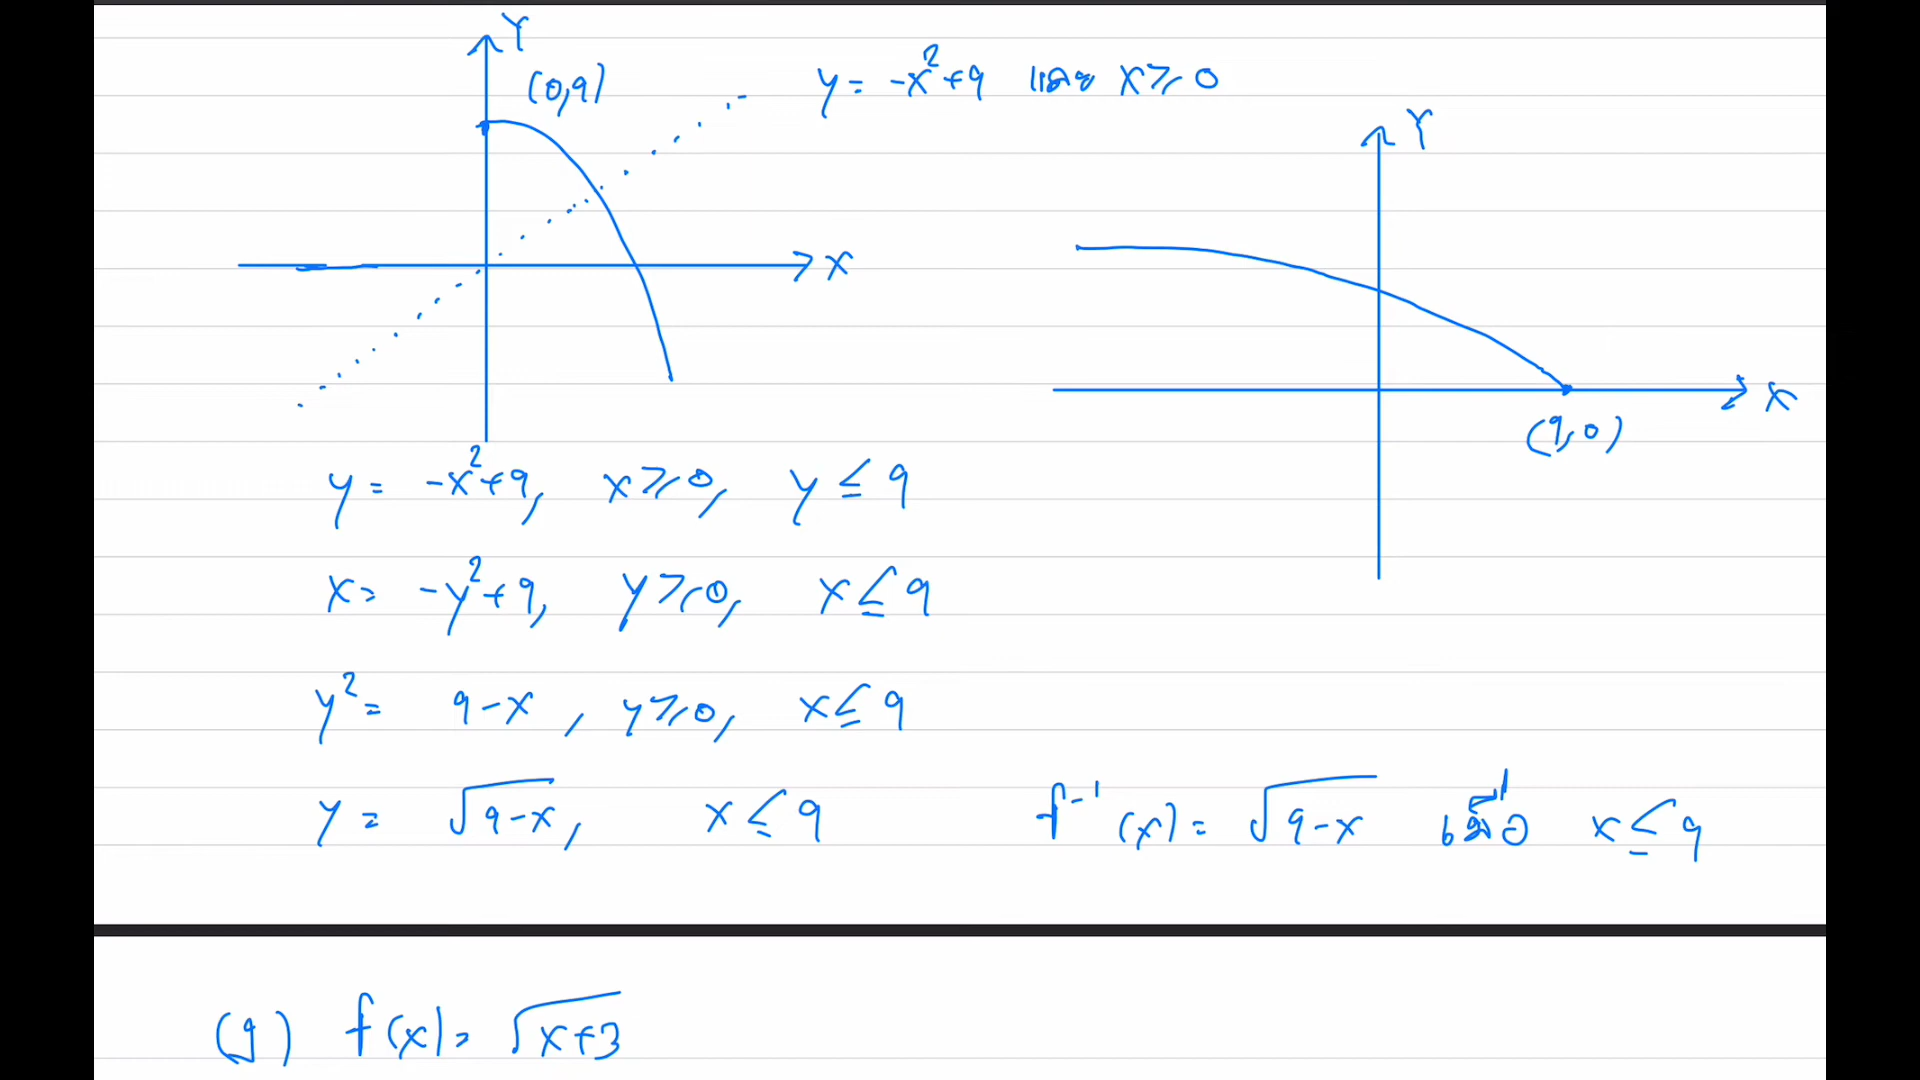 Y
(0,9)
y = -x²+9 และ x ≥ 0
X
Y
X
(9,0)
y = -x²+9, x ≥ 0, y ≤ 9
x = -y²+9, y ≥ 0, x ≤ 9
y² = 9-x, y ≥ 0, x ≤ 9
y = √(9-x), x ≤ 9
f⁻¹(x) = √(9-x) เมื่อ x ≤ 9
(g) f(x) = √(x+3)